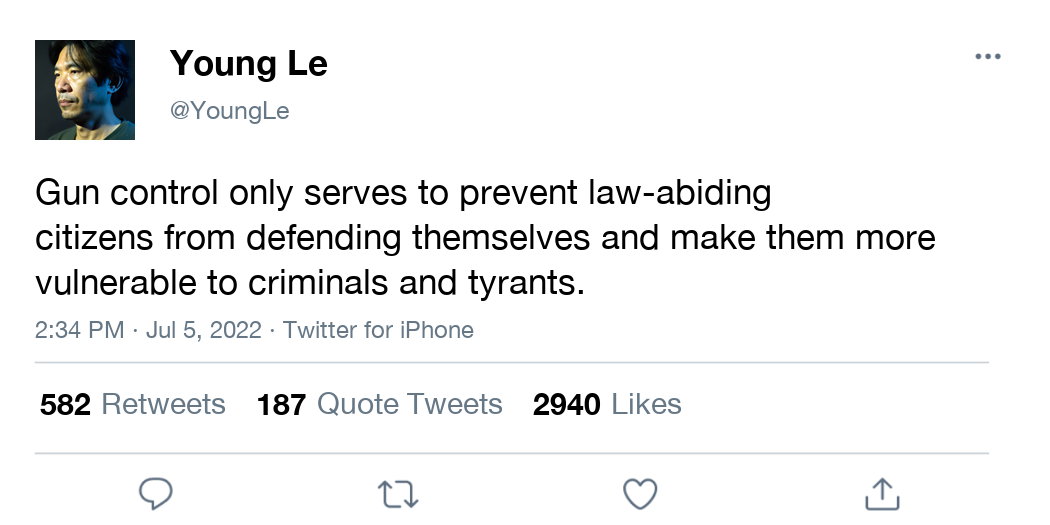 Young Le
@YoungLe
Gun control only serves to prevent law-abiding
citizens from defending themselves and make them more
vulnerable to criminals and tyrants.
2:34 PM · Jul 5, 2022 · Twitter for iPhone
582 Retweets 187 Quote Tweets 2940 Likes